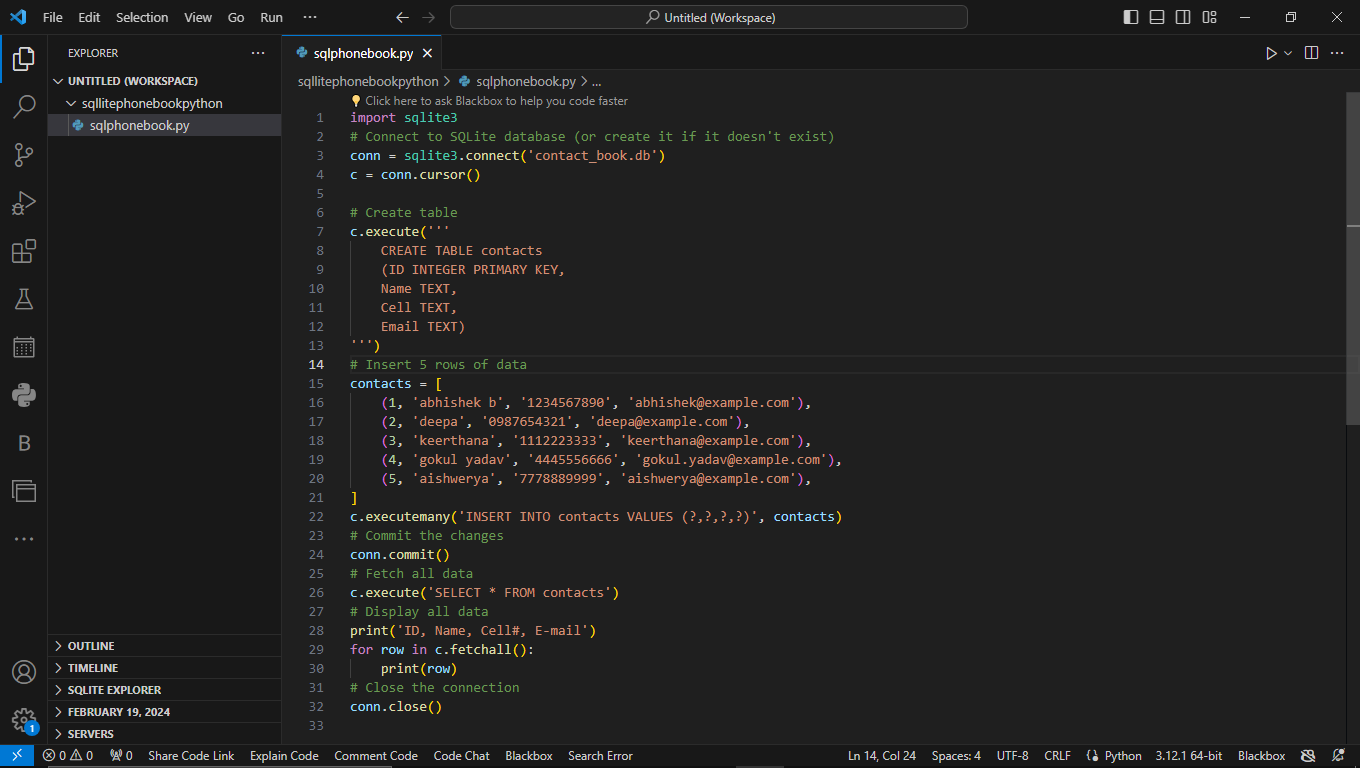 File Edit Selection View Go Run ··· Untitled (Workspace)
EXPLORER ···
UNTITLED (WORKSPACE)
sqllitephonebookpython
sqlphonebook.py
OUTLINE
TIMELINE
SQLITE EXPLORER
FEBRUARY 19, 2024
SERVERS
B
1
sqlphonebook.py
sqllitephonebookpython > sqlphonebook.py > ...
Click here to ask Blackbox to help you code faster
1 import sqlite3
2 # Connect to SQLite database (or create it if it doesn't exist)
3 conn = sqlite3.connect('contact_book.db')
4 c = conn.cursor()
5
6 # Create table
7 c.execute('''
8     CREATE TABLE contacts
9     (ID INTEGER PRIMARY KEY,
10     Name TEXT,
11     Cell TEXT,
12     Email TEXT)
13 ''')
14 # Insert 5 rows of data
15 contacts = [
16     (1, 'abhishek b', '1234567890', 'abhishek@example.com'),
17     (2, 'deepa', '0987654321', 'deepa@example.com'),
18     (3, 'keerthana', '1112223333', 'keerthana@example.com'),
19     (4, 'gokul yadav', '4445556666', 'gokul.yadav@example.com'),
20     (5, 'aishwerya', '7778889999', 'aishwerya@example.com'),
21 ]
22 c.executemany('INSERT INTO contacts VALUES (?,?,?,?)', contacts)
23 # Commit the changes
24 conn.commit()
25 # Fetch all data
26 c.execute('SELECT * FROM contacts')
27 # Display all data
28 print('ID, Name, Cell#, E-mail')
29 for row in c.fetchall():
30     print(row)
31 # Close the connection
32 conn.close()
33
0 0 0 Share Code Link Explain Code Comment Code Code Chat Blackbox Search Error Ln 14, Col 24 Spaces: 4 UTF-8 CRLF Python 3.12.1 64-bit Blackbox